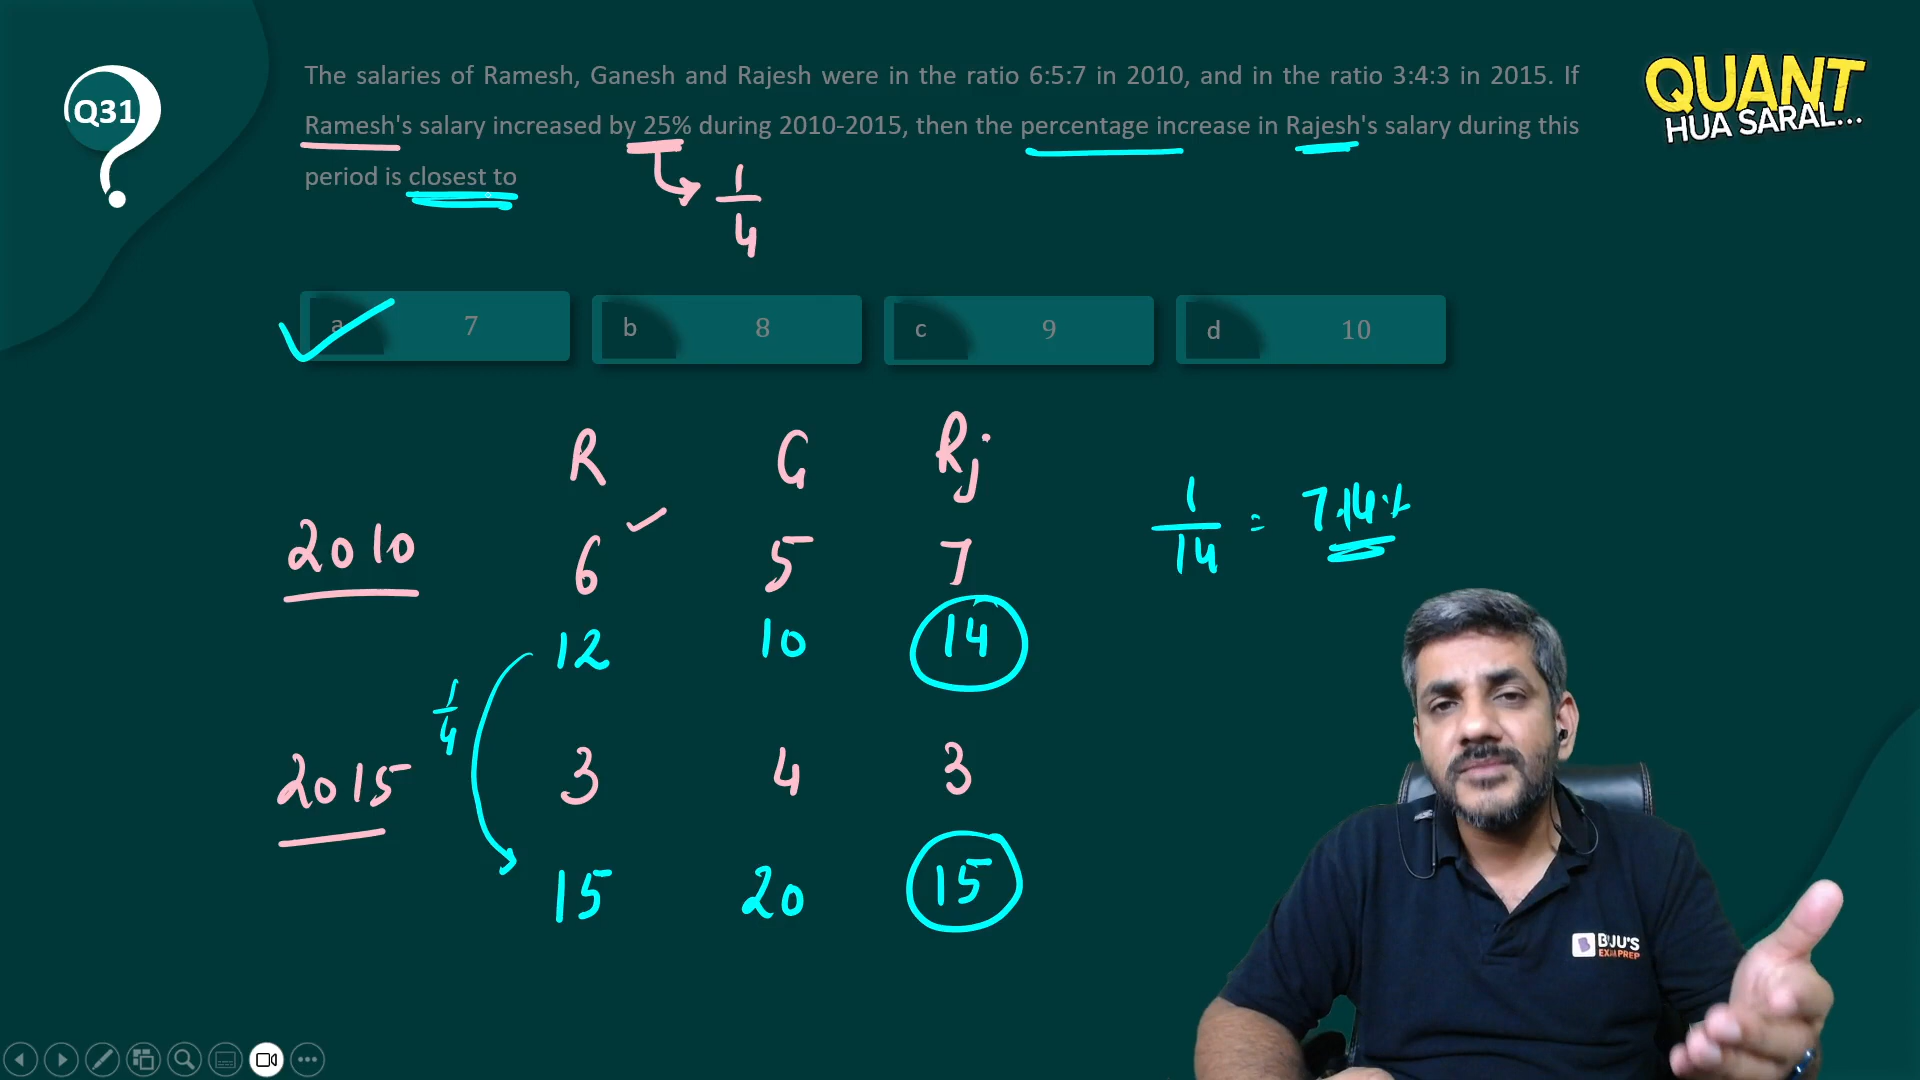 Q31
The salaries of Ramesh, Ganesh and Rajesh were in the ratio 6:5:7 in 2010, and in the ratio 3:4:3 in 2015. If
Ramesh's salary increased by 25% during 2010-2015, then the percentage increase in Rajesh's salary during this
period is closest to
QUANT
HUA SARAL...
1
4
a 7 b 8 c 9 d 10
R G Rj
2010 6 5 7
12 10 14
1/14 = 7.14%
1
4
2015 3 4 3
15 20 15
BYJU'S
EXAM PREP